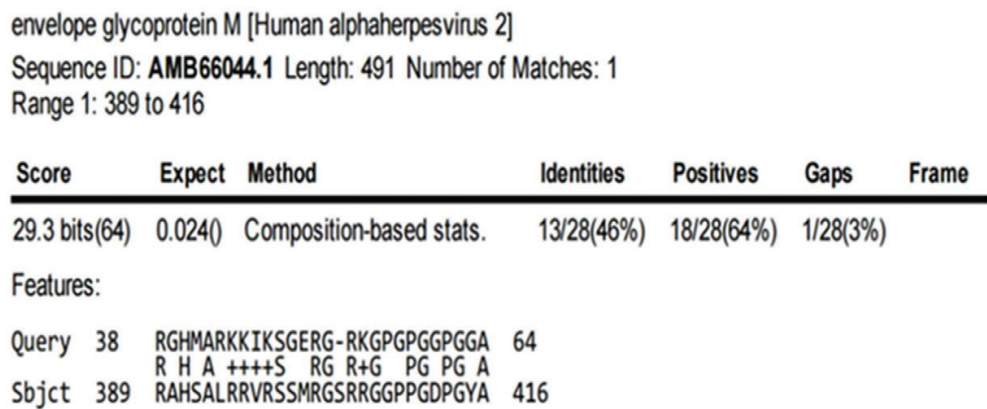 envelope glycoprotein M [Human alphaherpesvirus 2]
Sequence ID: AMB66044.1 Length: 491 Number of Matches: 1
Range 1: 389 to 416
Score Expect Method Identities Positives Gaps Frame
29.3 bits(64) 0.024() Composition-based stats. 13/28(46%) 18/28(64%) 1/28(3%)
Features:
Query 38 RGHMARKKIKSGERG-RKGPGPGGPGGA 64
R H A ++++S  RG R+G  PG PG A
Sbjct 389 RAHSALRRVRSSMRGSRRGGPPGDPGYA 416